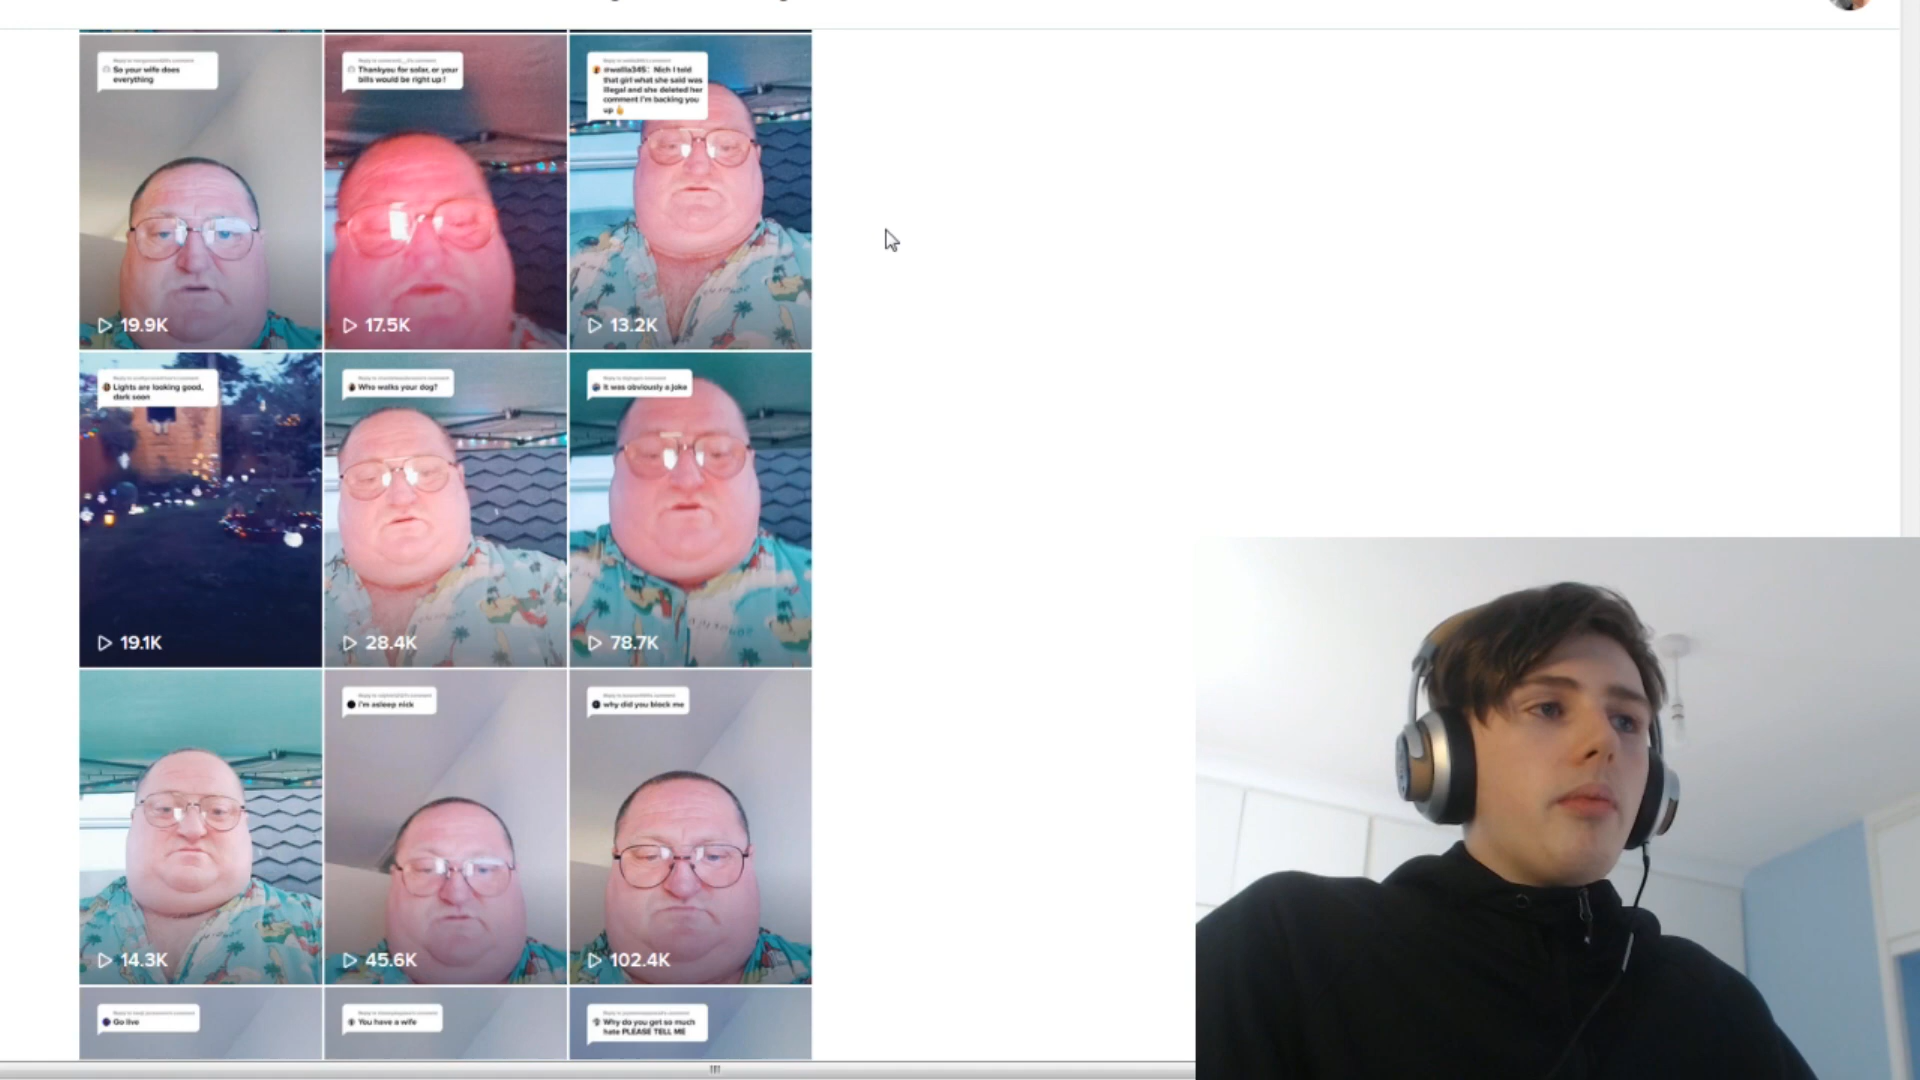 So your wife does
everything
Thankyou for solar, or your
bills would be right up !
Nich I told
that girl what she said was
illegal and she deleted her
comment I'm backing you
up 👍
19.9K
17.5K
13.2K
Lights are looking good,
dark soon
Who walks your dog?
It was obviously a joke
19.1K
28.4K
78.7K
i'm asleep nick
why did you block me
14.3K
45.6K
102.4K
Go live
You have a wife
Why do you get so much
hate PLEASE TELL ME